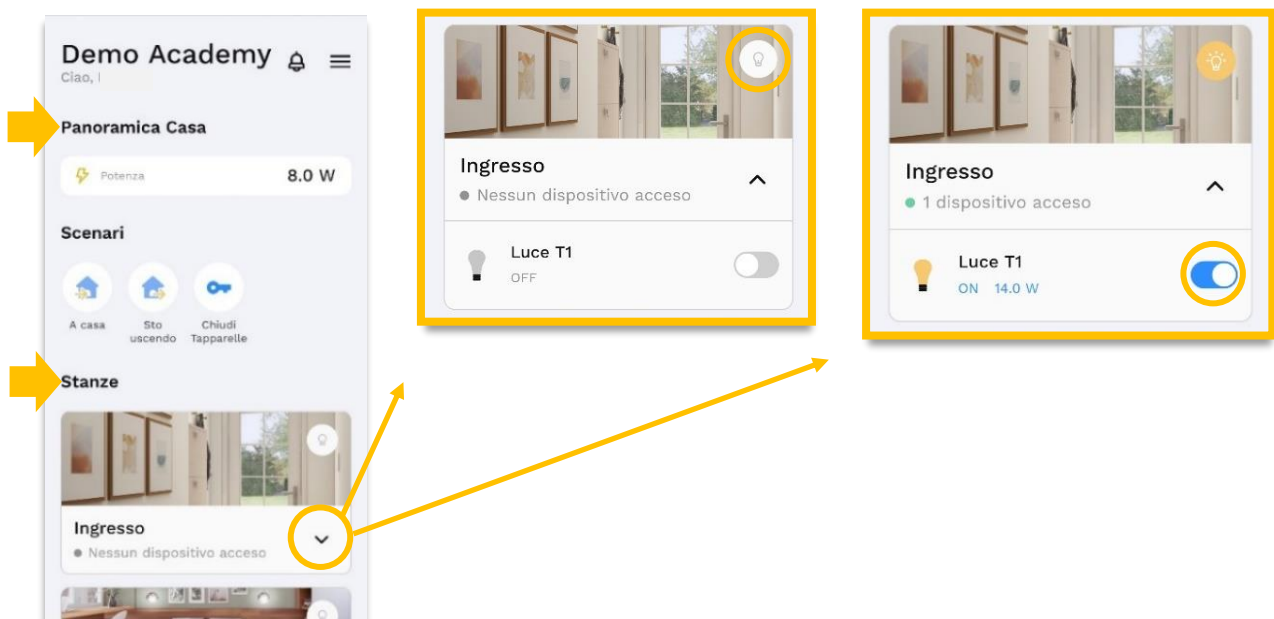 Demo Academy
Ciao,
Panoramica Casa
Potenza 8.0 W
Scenari
A casa
Sto
uscendo
Chiudi
Tapparelle
Stanze
Ingresso
Nessun dispositivo acceso
Ingresso
Nessun dispositivo acceso
Luce T1
OFF
Ingresso
1 dispositivo acceso
Luce T1
ON 14.0 W